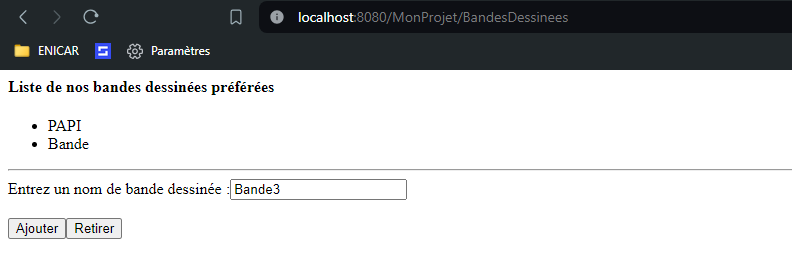 localhost:8080/MonProjet/BandesDessinees
ENICAR S Paramètres
Liste de nos bandes dessinées préférées
PAPI
Bande
Entrez un nom de bande dessinée : Bande3
Ajouter Retirer